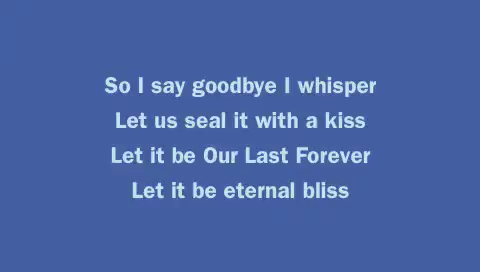 So I say goodbye I whisper
Let us seal it with a kiss
Let it be Our Last Forever
Let it be eternal bliss